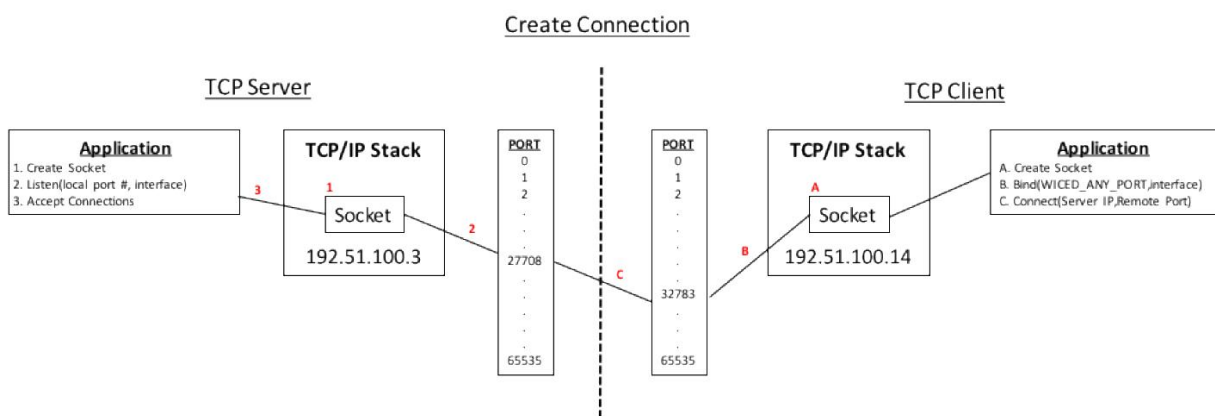 Create Connection
TCP Server
Application
1. Create Socket
2. Listen(local port #, interface)
3. Accept Connections
3
TCP/IP Stack
1
Socket
192.51.100.3
2
PORT
0
1
2
.
.
.
27708
.
.
.
.
.
65535
C
TCP Client
PORT
0
1
2
.
.
.
.
32783
.
.
.
.
65535
B
TCP/IP Stack
A
Socket
192.51.100.14
Application
A. Create Socket
B. Bind(WICED_ANY_PORT,interface)
C. Connect(Server IP,Remote Port)